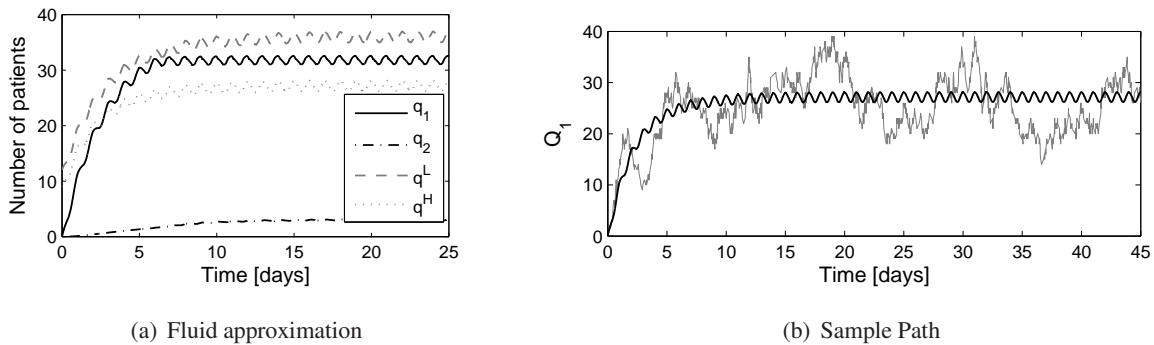 40
30
20
10
0
Number of patients
q1
q2
qL
qH
0 5 10 15 20 25
Time [days]
(a) Fluid approximation
40
30
20
10
0
Q1
0 5 10 15 20 25 30 35 40 45
Time [days]
(b) Sample Path